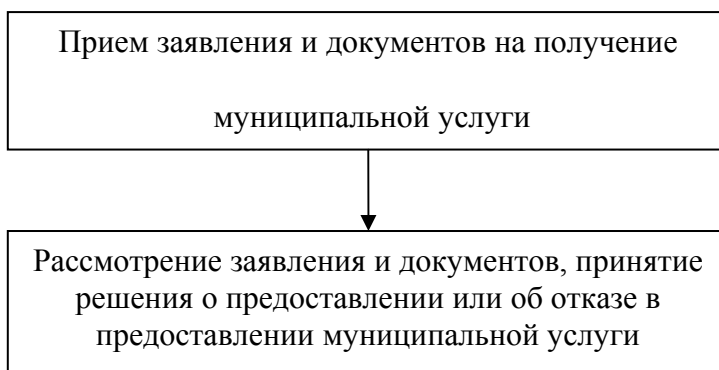 Прием заявления и документов на получение
муниципальной услуги
Рассмотрение заявления и документов, принятие
решения о предоставлении или об отказе в
предоставлении муниципальной услуги